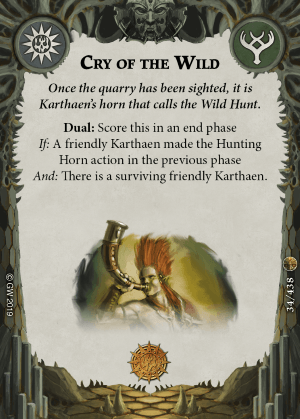 Cry of the Wild
Once the quarry has been sighted, it is
Karthaen's horn that calls the Wild Hunt.
Dual: Score this in an end phase
If: A friendly Karthaen made the Hunting
Horn action in the previous phase
And: There is a surviving friendly Karthaen.
© GW 2019
34/438